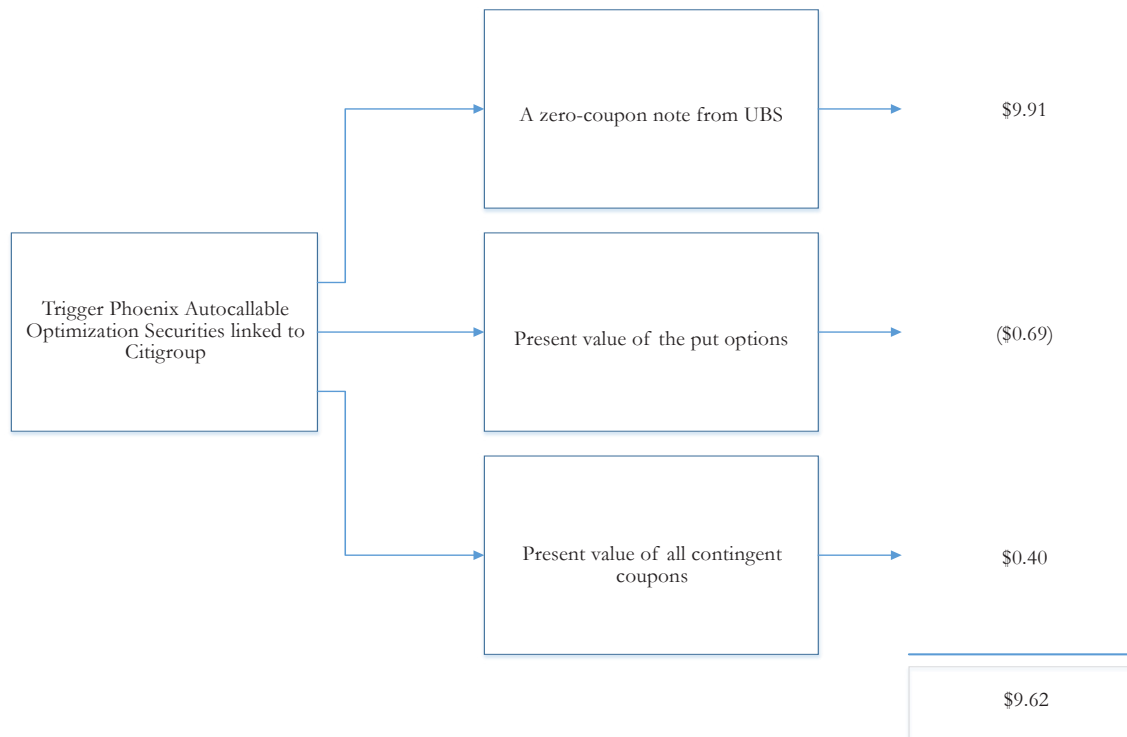 A zero-coupon note from UBS
$9.91
Trigger Phoenix Autocallable
Optimization Securities linked to
Citigroup
Present value of the put options
($0.69)
Present value of all contingent
coupons
$0.40
$9.62